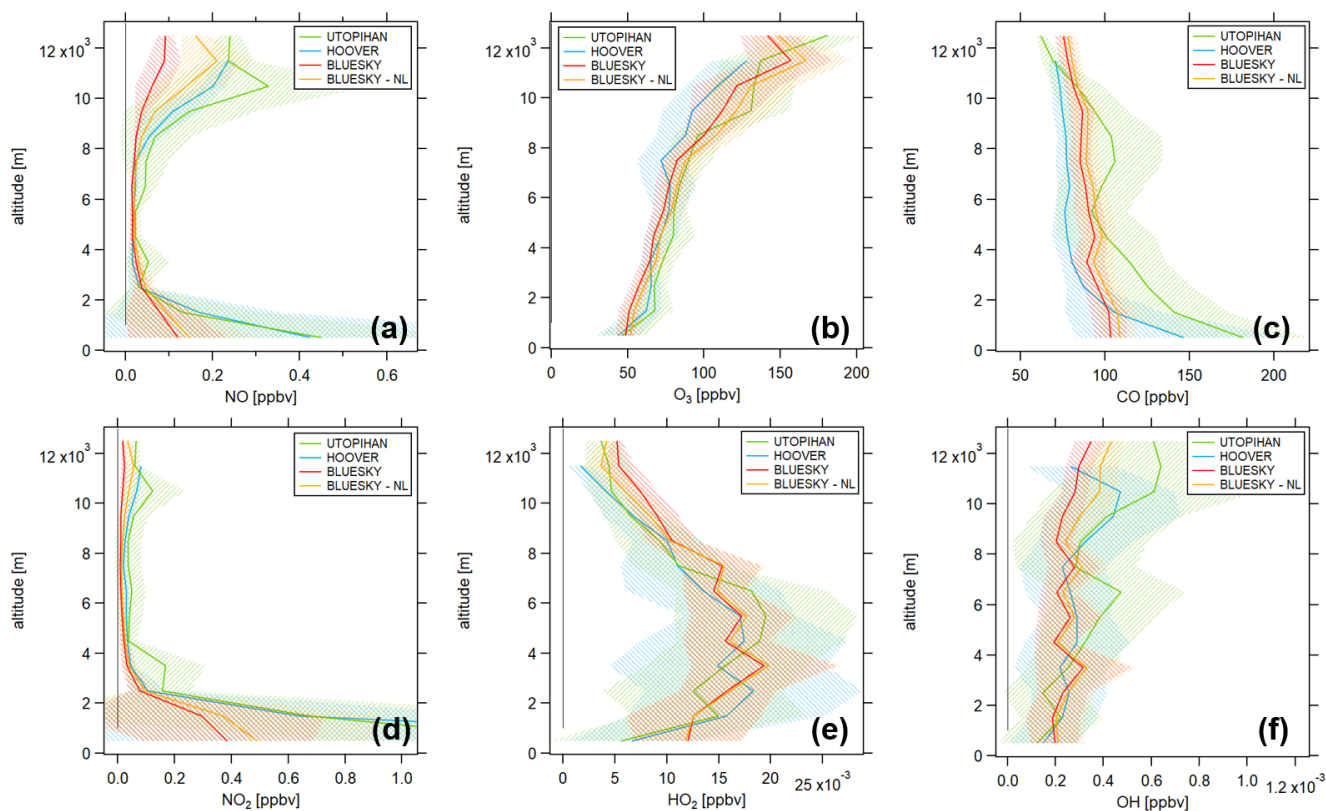 12 x10³
10
8
6
4
2
0
altitude [m]
UTOPIHAN
HOOVER
BLUESKY
BLUESKY - NL
(a)
0.0 0.2 0.4 0.6
NO [ppbv]
12 x10³
10
8
6
4
2
0
altitude [m]
UTOPIHAN
HOOVER
BLUESKY
BLUESKY - NL
(b)
0 50 100 150 200
O₃ [ppbv]
12 x10³
10
8
6
4
2
0
altitude [m]
UTOPIHAN
HOOVER
BLUESKY
BLUESKY - NL
(c)
50 100 150 200
CO [ppbv]
12 x10³
10
8
6
4
2
0
altitude [m]
UTOPIHAN
HOOVER
BLUESKY
BLUESKY - NL
(d)
0.0 0.2 0.4 0.6 0.8 1.0
NO₂ [ppbv]
12 x10³
10
8
6
4
2
0
altitude [m]
UTOPIHAN
HOOVER
BLUESKY
BLUESKY - NL
(e)
0 5 10 15 20 25 x10⁻³
HO₂ [ppbv]
12 x10³
10
8
6
4
2
0
altitude [m]
UTOPIHAN
HOOVER
BLUESKY
BLUESKY - NL
(f)
0.0 0.2 0.4 0.6 0.8 1.0 1.2 x10⁻³
OH [ppbv]